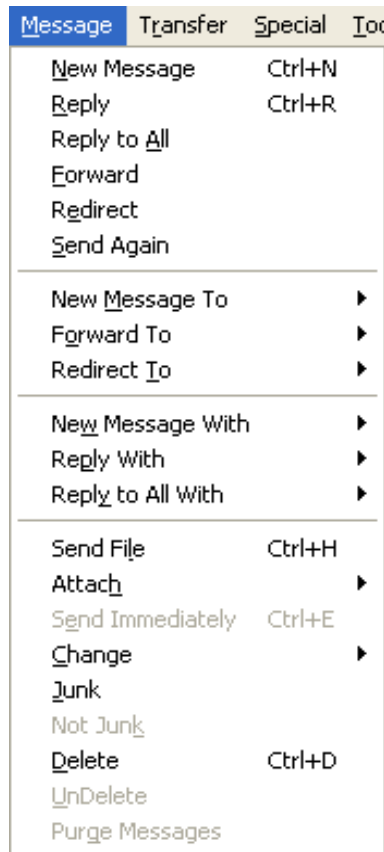 Message Transfer Special Too
New Message Ctrl+N
Reply Ctrl+R
Reply to All
Forward
Redirect
Send Again
New Message To
Forward To
Redirect To
New Message With
Reply With
Reply to All With
Send File Ctrl+H
Attach
Send Immediately Ctrl+E
Change
Junk
Not Junk
Delete Ctrl+D
UnDelete
Purge Messages